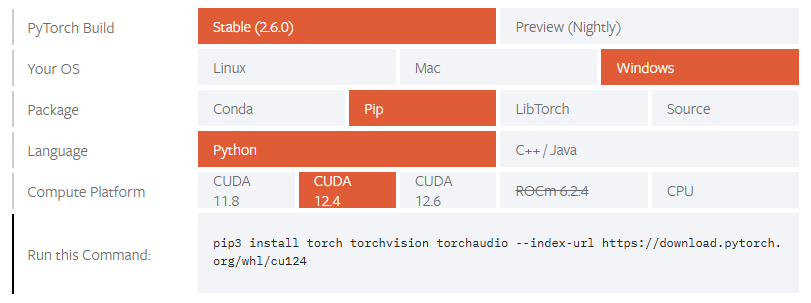 PyTorch Build
Stable (2.6.0)
Preview (Nightly)
Your OS
Linux
Mac
Windows
Package
Conda
Pip
LibTorch
Source
Language
Python
C++ / Java
Compute Platform
CUDA
11.8
CUDA
12.4
CUDA
12.6
ROCm 6.2.4
CPU
Run this Command:
pip3 install torch torchvision torchaudio --index-url https://download.pytorch.
org/whl/cu124